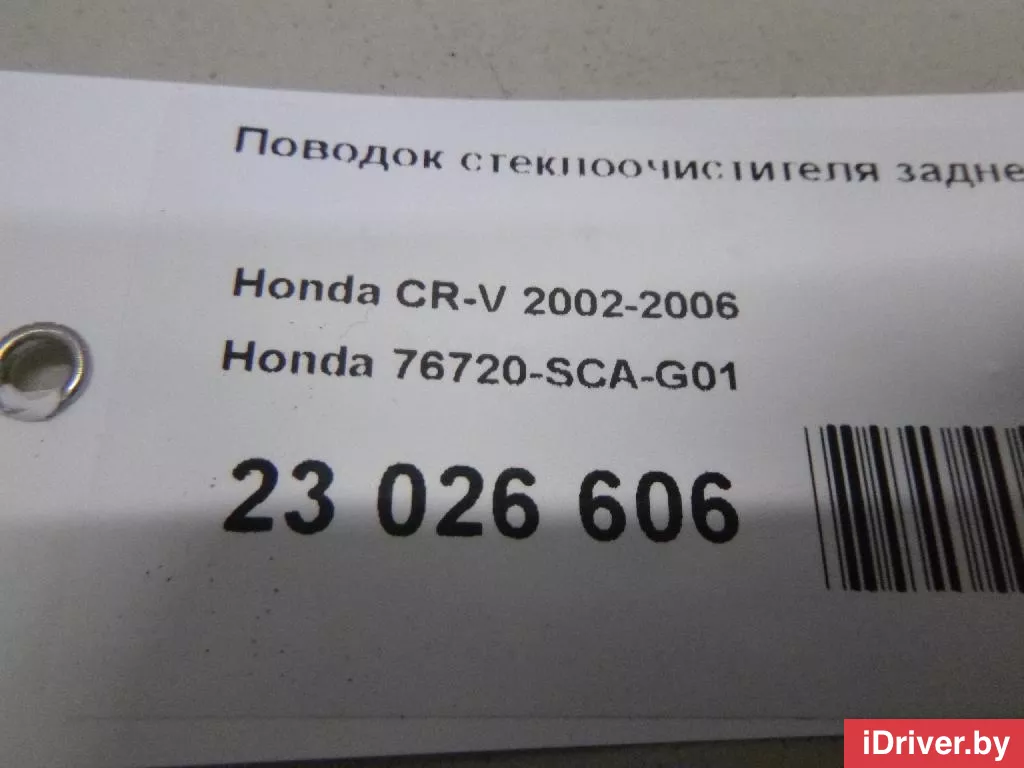 Поводок стеклоочистителя задне
Honda CR-V 2002-2006
Honda 76720-SCA-G01
23 026 606
iDriver.by